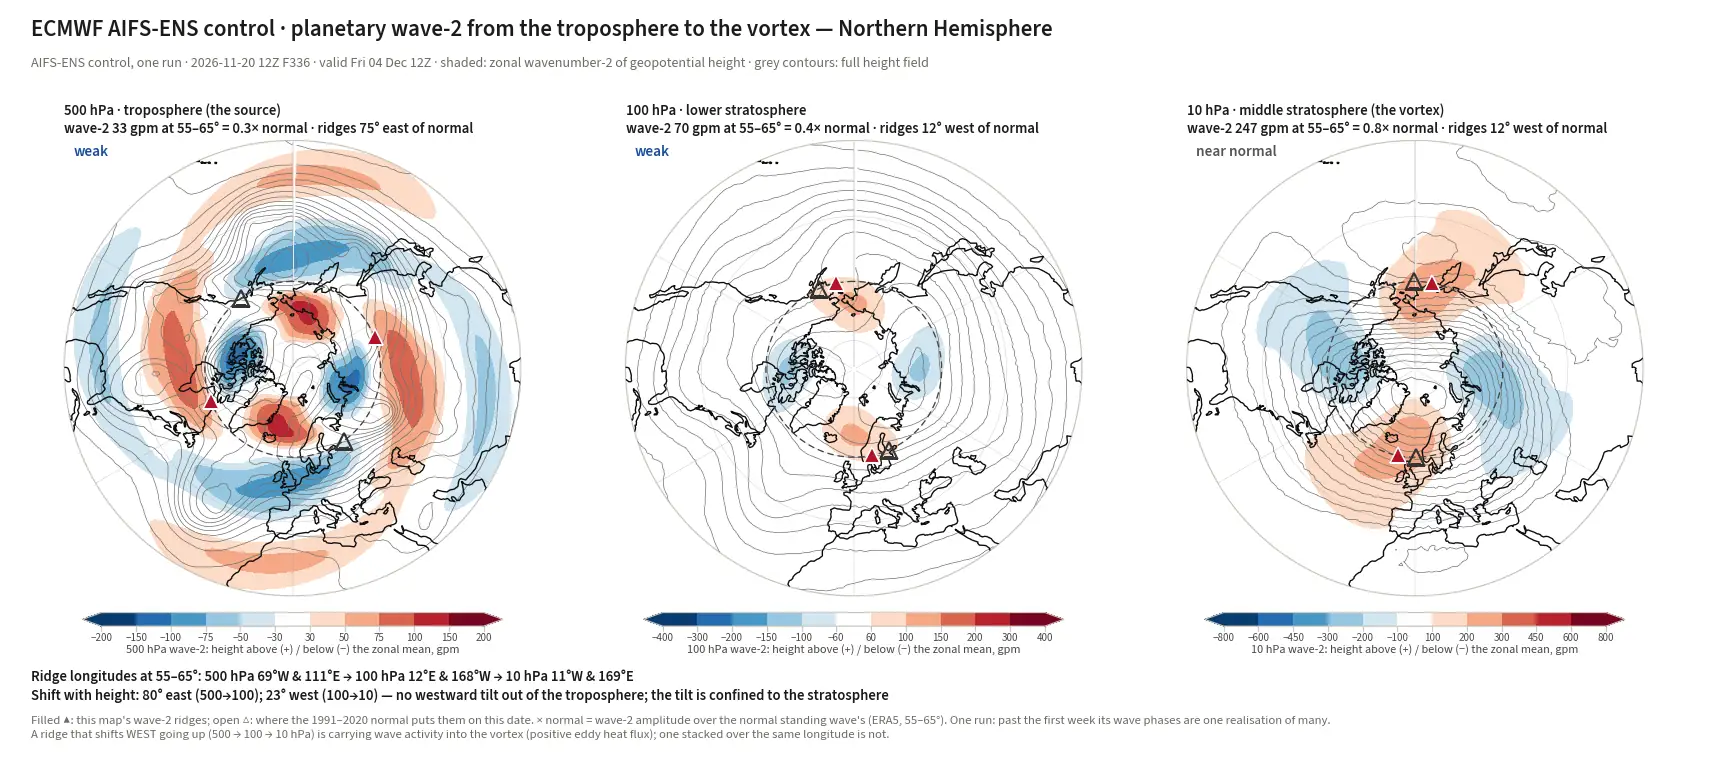 ECMWF AIFS-ENS control · planetary wave-2 from the troposphere to the vortex — Northern Hemisphere
AIFS-ENS control, one run · 2026-11-20 12Z F336 · valid Fri 04 Dec 12Z · shaded: zonal wavenumber-2 of geopotential height · grey contours: full height field
500 hPa · troposphere (the source)
wave-2 33 gpm at 55–65° = 0.3× normal · ridges 75° east of normal
weak
100 hPa · lower stratosphere
wave-2 70 gpm at 55–65° = 0.4× normal · ridges 12° west of normal
weak
10 hPa · middle stratosphere (the vortex)
wave-2 247 gpm at 55–65° = 0.8× normal · ridges 12° west of normal
near normal
−200 −150 −100 −75 −50 −30 30 50 75 100 150 200
500 hPa wave-2: height above (+) / below (−) the zonal mean, gpm
−400 −300 −200 −150 −100 −60 60 100 150 200 300 400
100 hPa wave-2: height above (+) / below (−) the zonal mean, gpm
−800 −600 −450 −300 −200 −100 100 200 300 450 600 800
10 hPa wave-2: height above (+) / below (−) the zonal mean, gpm
Ridge longitudes at 55–65°: 500 hPa 69°W & 111°E → 100 hPa 12°E & 168°W → 10 hPa 11°W & 169°E
Shift with height: 80° east (500→100); 23° west (100→10) — no westward tilt out of the troposphere; the tilt is confined to the stratosphere
Filled ▲: this map's wave-2 ridges; open △: where the 1991–2020 normal puts them on this date. × normal = wave-2 amplitude over the normal standing wave's (ERA5, 55–65°). One run: past the first week its wave phases are one realisation of many.
A ridge that shifts WEST going up (500 → 100 → 10 hPa) is carrying wave activity into the vortex (positive eddy heat flux); one stacked over the same longitude is not.